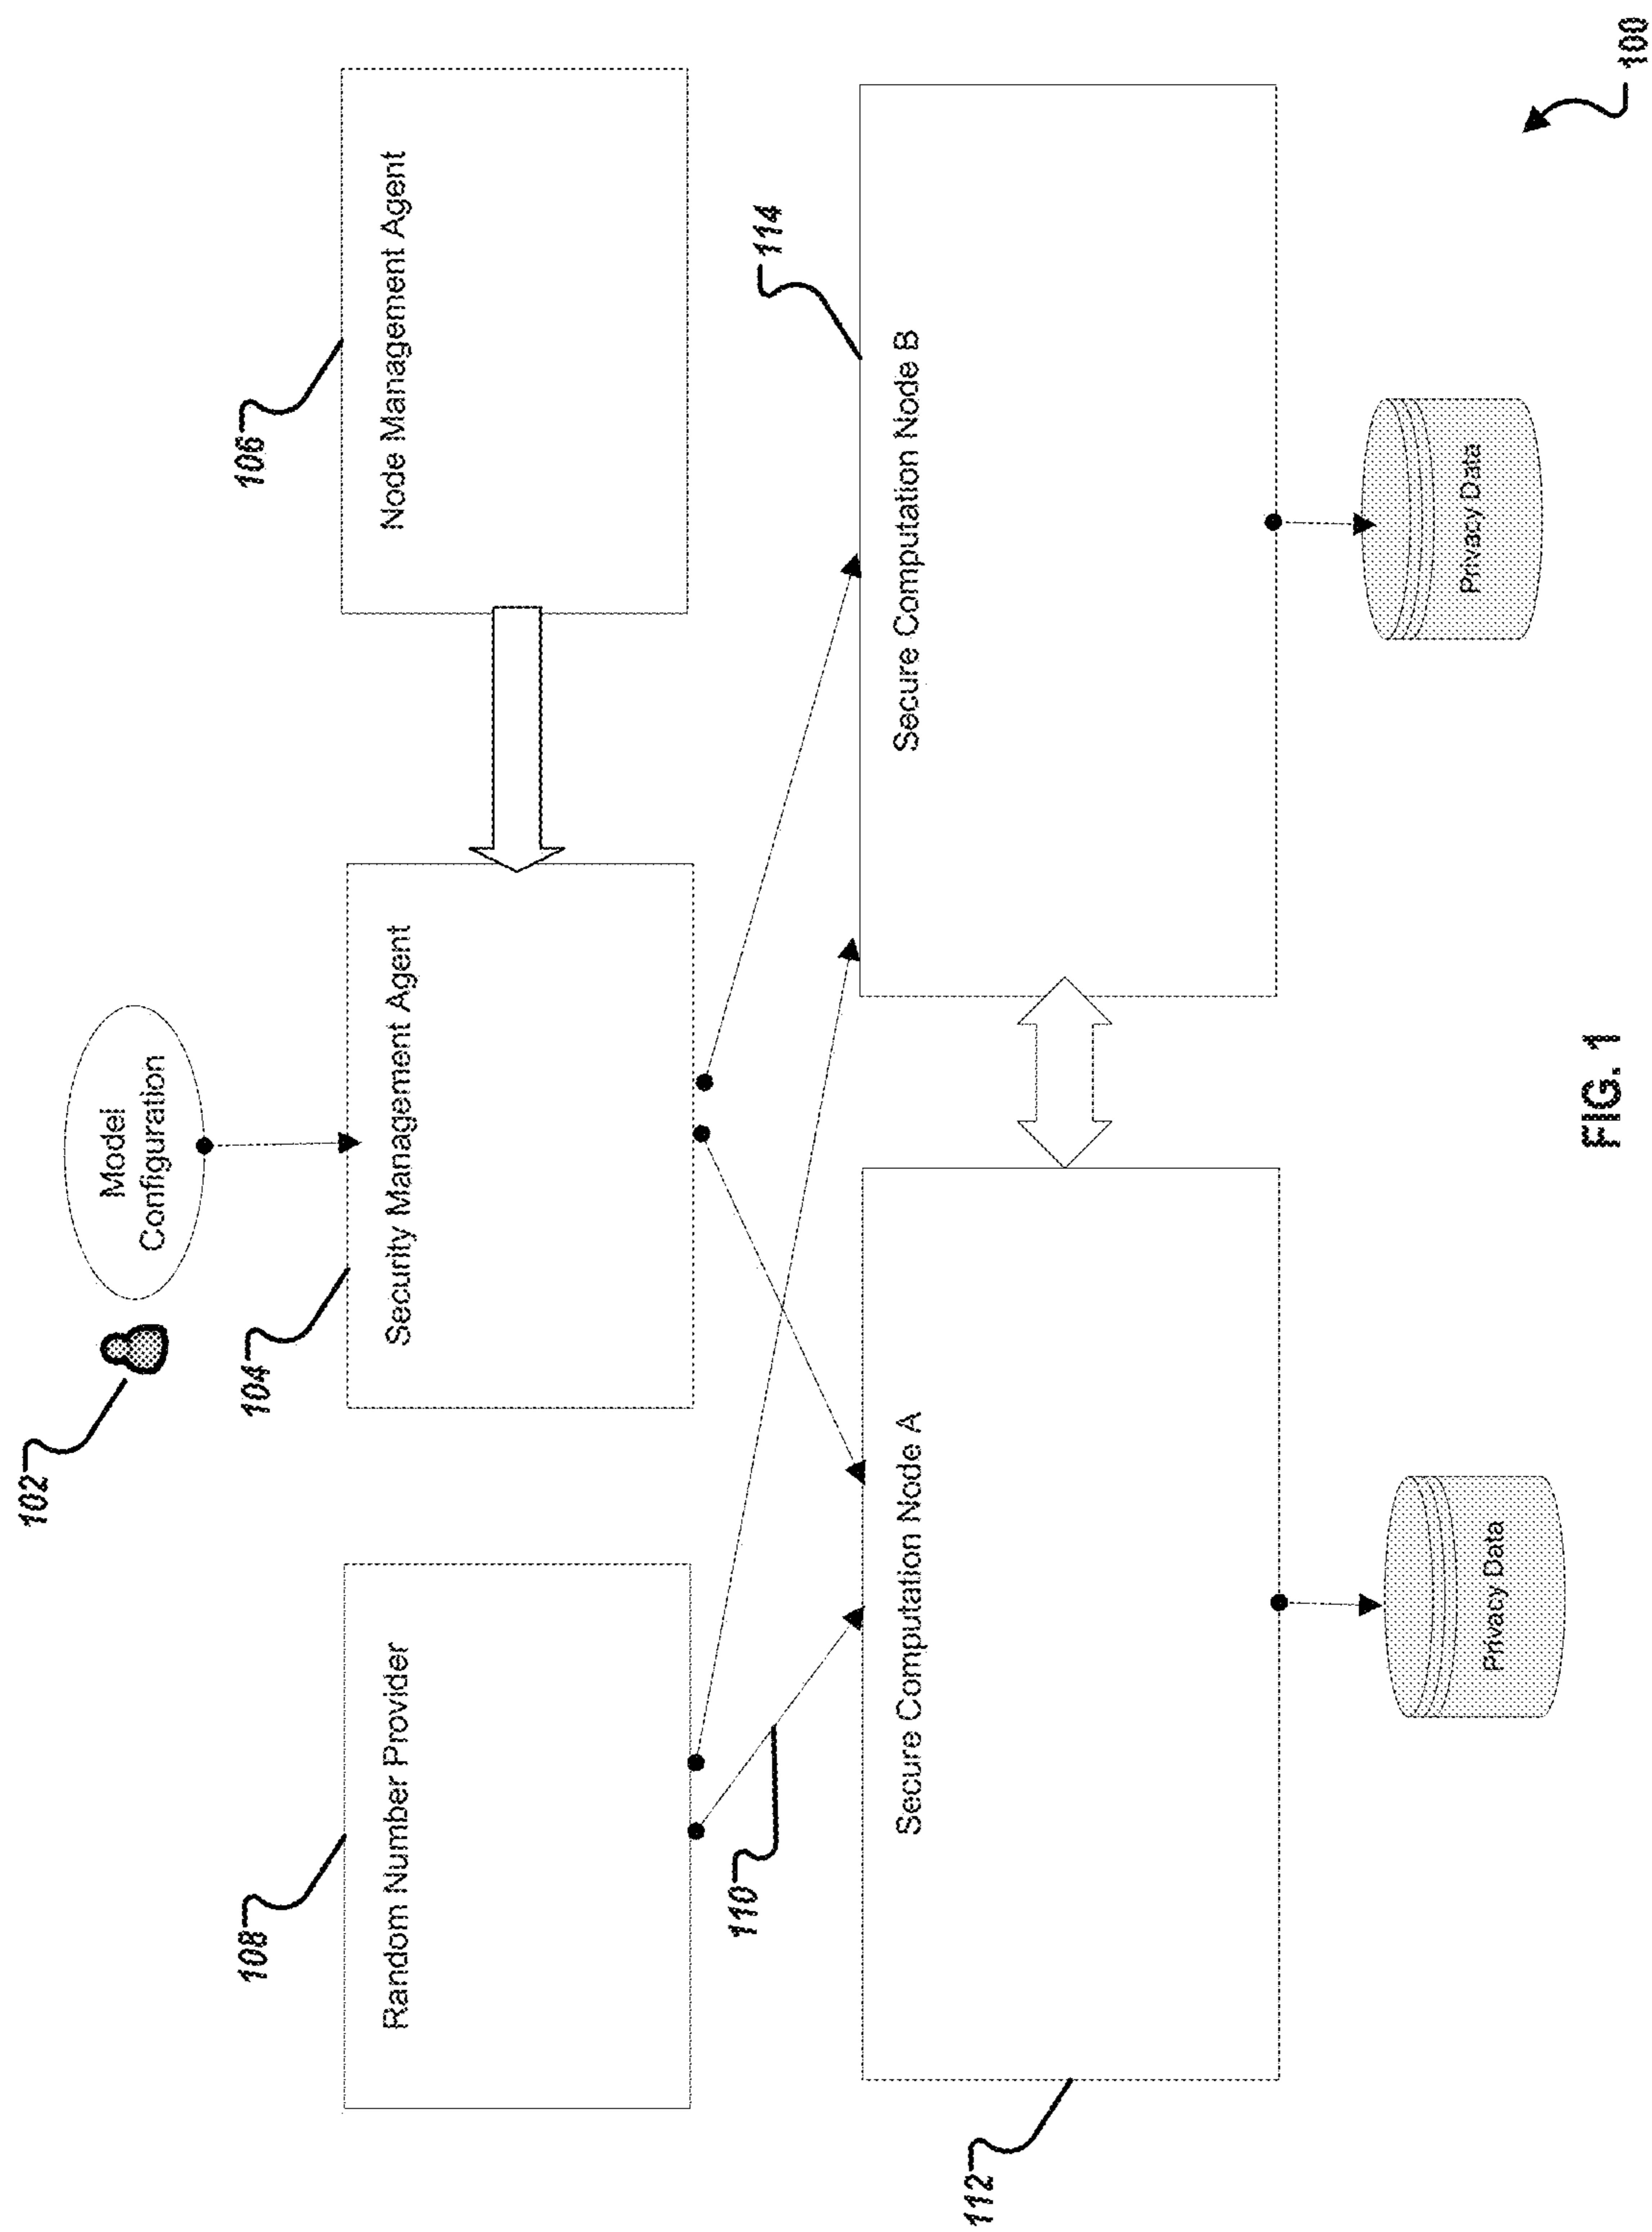 102
Model
Configuration
108
104
106
Random Number Provider
Security Management Agent
Node Management Agent
110
114
112
Secure Computation Node A
Secure Computation Node B
Privacy Data
Privacy Data
FIG. 1
100